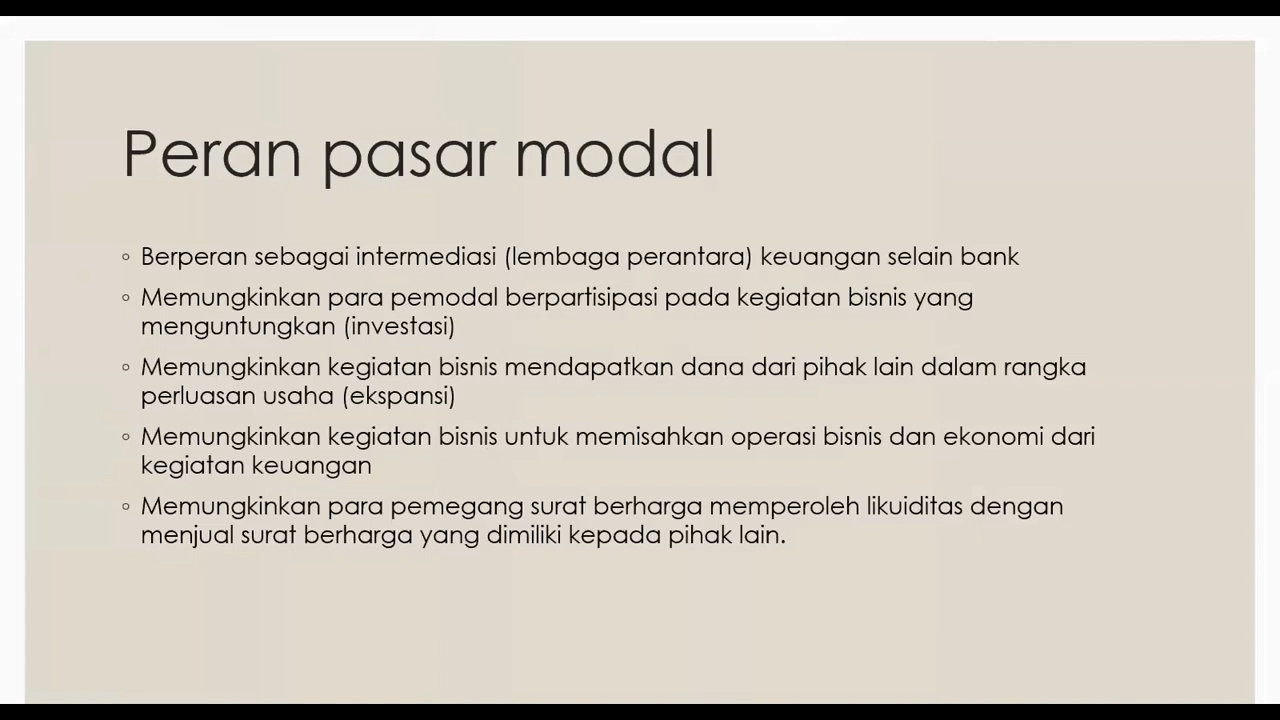 Peran pasar modal
◦ Berperan sebagai intermediasi (lembaga perantara) keuangan selain bank
◦ Memungkinkan para pemodal berpartisipasi pada kegiatan bisnis yang
menguntungkan (investasi)
◦ Memungkinkan kegiatan bisnis mendapatkan dana dari pihak lain dalam rangka
perluasan usaha (ekspansi)
◦ Memungkinkan kegiatan bisnis untuk memisahkan operasi bisnis dan ekonomi dari
kegiatan keuangan
◦ Memungkinkan para pemegang surat berharga memperoleh likuiditas dengan
menjual surat berharga yang dimiliki kepada pihak lain.